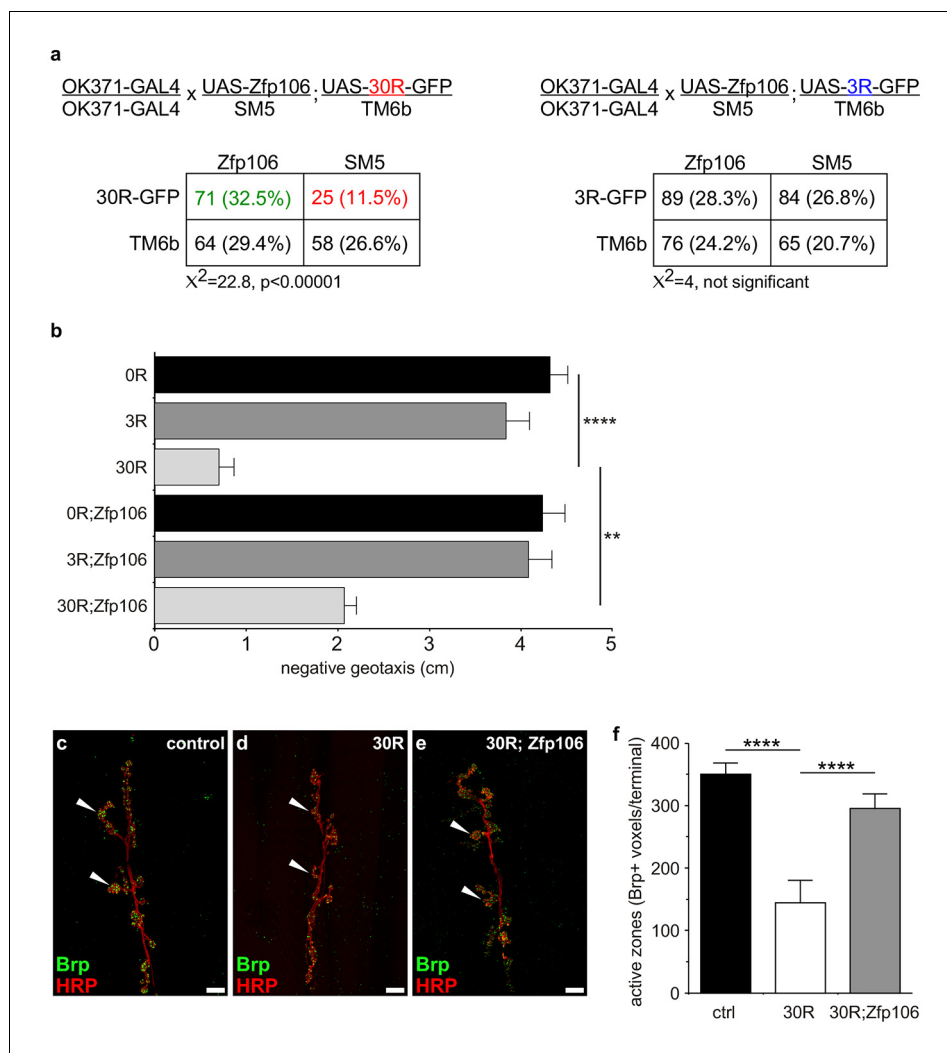 a
OK371-GAL4 x UAS-Zfp106 ; UAS-30R-GFP
OK371-GAL4 SM5 TM6b
Zfp106 SM5
30R-GFP 71 (32.5%) 25 (11.5%)
TM6b 64 (29.4%) 58 (26.6%)
X2=22.8, p<0.00001
OK371-GAL4 x UAS-Zfp106 ; UAS-3R-GFP
OK371-GAL4 SM5 TM6b
Zfp106 SM5
3R-GFP 89 (28.3%) 84 (26.8%)
TM6b 76 (24.2%) 65 (20.7%)
X2=4, not significant
b
0R
3R
30R
0R;Zfp106
3R;Zfp106
30R;Zfp106
****
**
0 1 2 3 4 5
negative geotaxis (cm)
c control
Brp
HRP
d 30R
Brp
HRP
e 30R; Zfp106
Brp
HRP
f
active zones (Brp+ voxels/terminal)
400
300
200
100
0
**** ****
ctrl 30R 30R;Zfp106